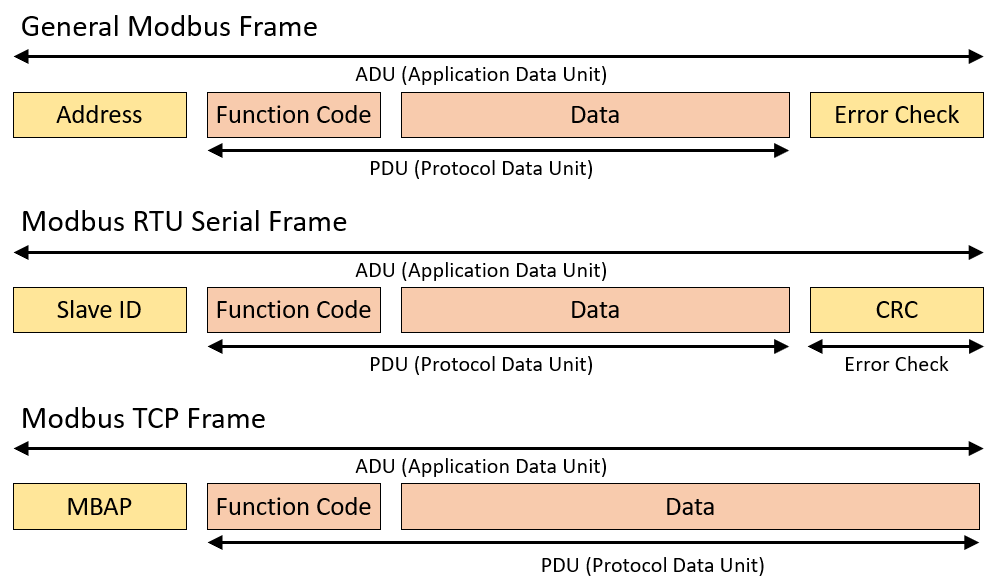 General Modbus Frame
ADU (Application Data Unit)
Address Function Code Data Error Check
PDU (Protocol Data Unit)
Modbus RTU Serial Frame
ADU (Application Data Unit)
Slave ID Function Code Data CRC
PDU (Protocol Data Unit) Error Check
Modbus TCP Frame
ADU (Application Data Unit)
MBAP Function Code Data
PDU (Protocol Data Unit)